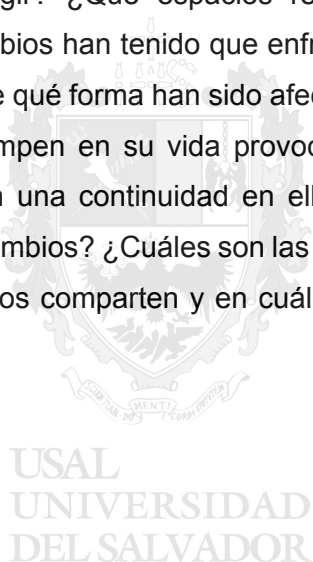 gir? ¿Qué espacios re
bios han tenido que enfr
e qué forma han sido afec
mpen en su vida provoc
n una continuidad en ell
mbios? ¿Cuáles son las
os comparten y en cuál
USAL
UNIVERSIDAD
DEL SALVADOR